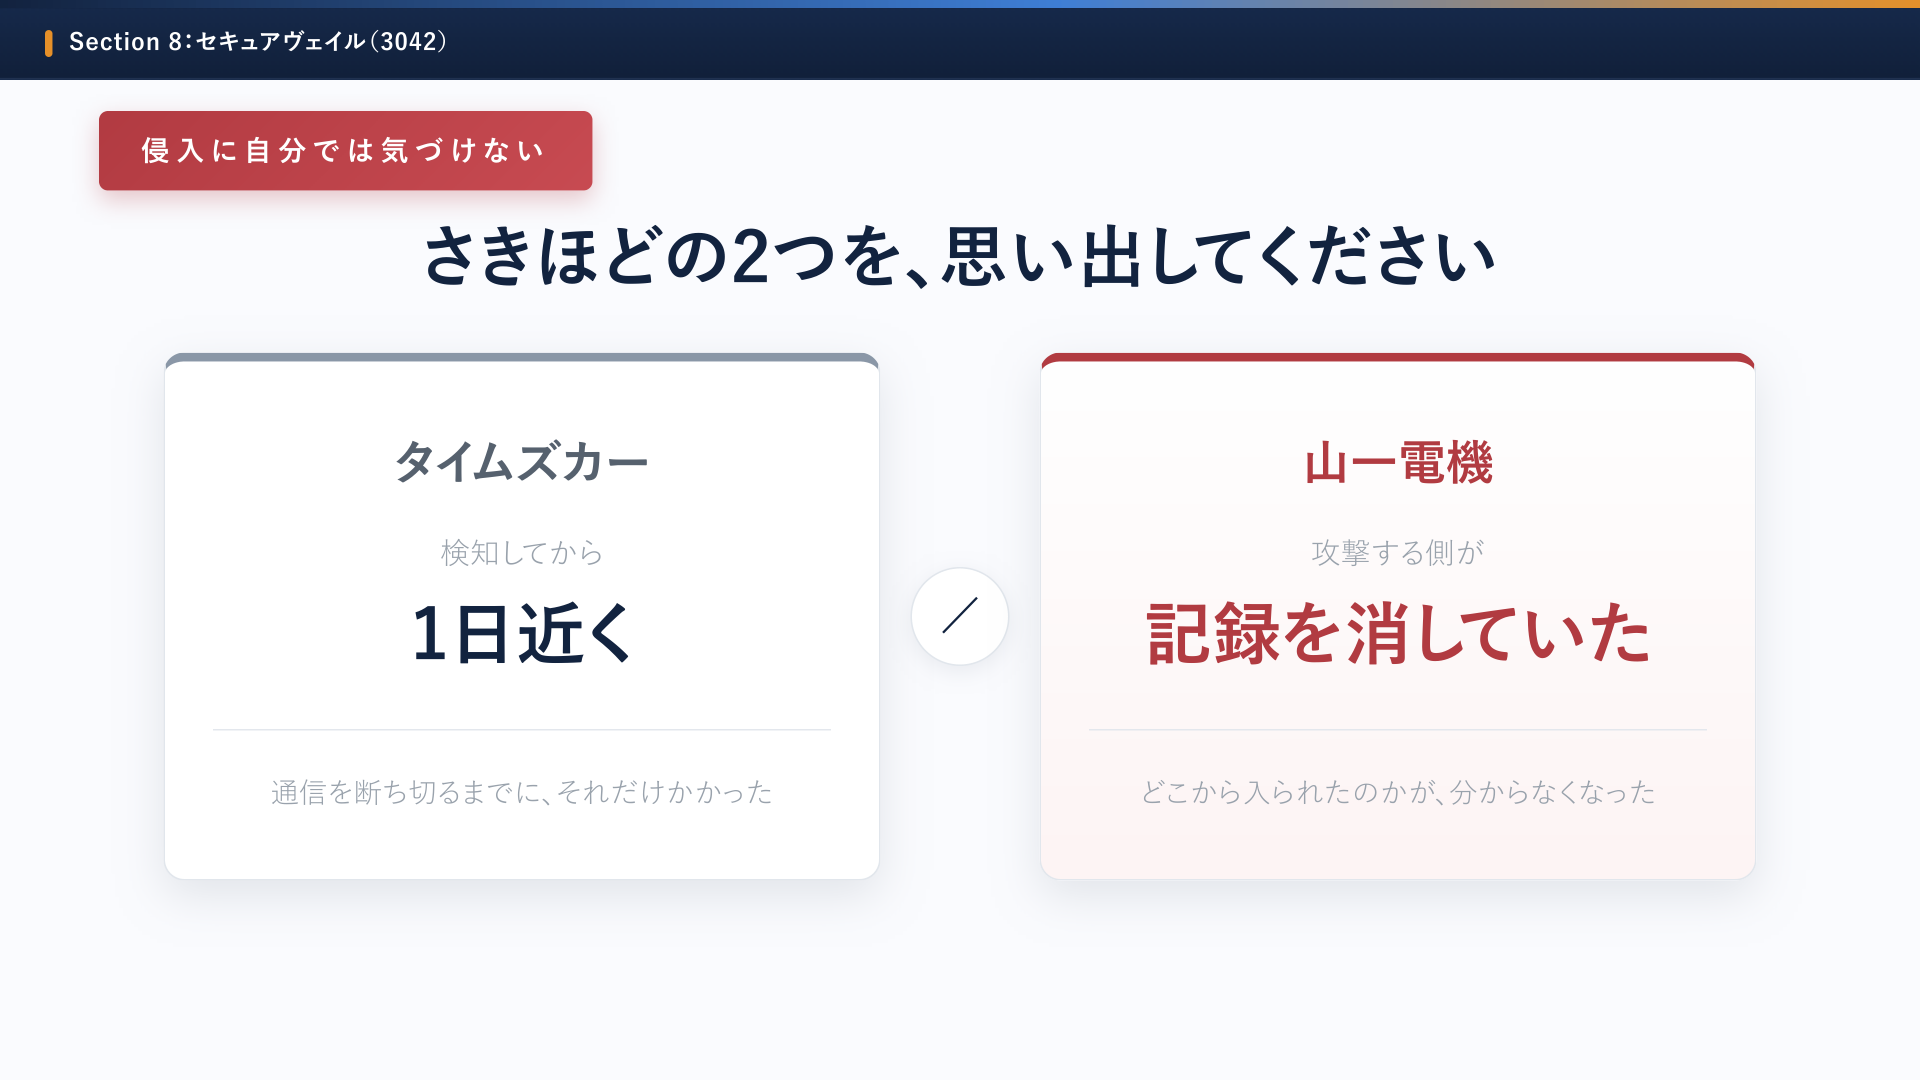 Section 8：セキュアヴェイル（3042）
侵入に自分では気づけない
さきほどの2つを、思い出してください
タイムズカー
検知してから
1日近く
通信を断ち切るまでに、それだけかかった
／
山一電機
攻撃する側が
記録を消していた
どこから入られたのかが、分からなくなった